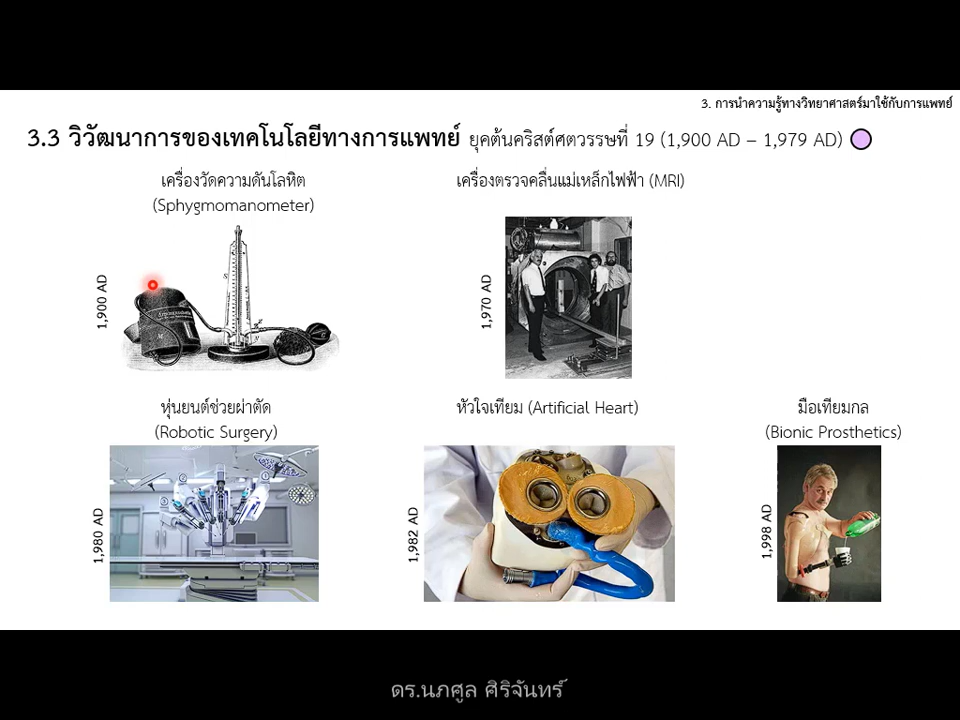 3. การนำความรู้ทางวิทยาศาสตร์มาใช้กับการแพทย์
3.3 วิวัฒนาการของเทคโนโลยีทางการแพทย์ ยุคต้นคริสต์ศตวรรษที่ 19 (1,900 AD – 1,979 AD)
เครื่องวัดความดันโลหิต
(Sphygmomanometer)
1,900 AD
เครื่องตรวจคลื่นแม่เหล็กไฟฟ้า (MRI)
1,970 AD
หุ่นยนต์ช่วยผ่าตัด
(Robotic Surgery)
1,980 AD
หัวใจเทียม (Artificial Heart)
1,982 AD
มือเทียมกล
(Bionic Prosthetics)
1,998 AD
ดร.นภศูล ศิริจันทร์